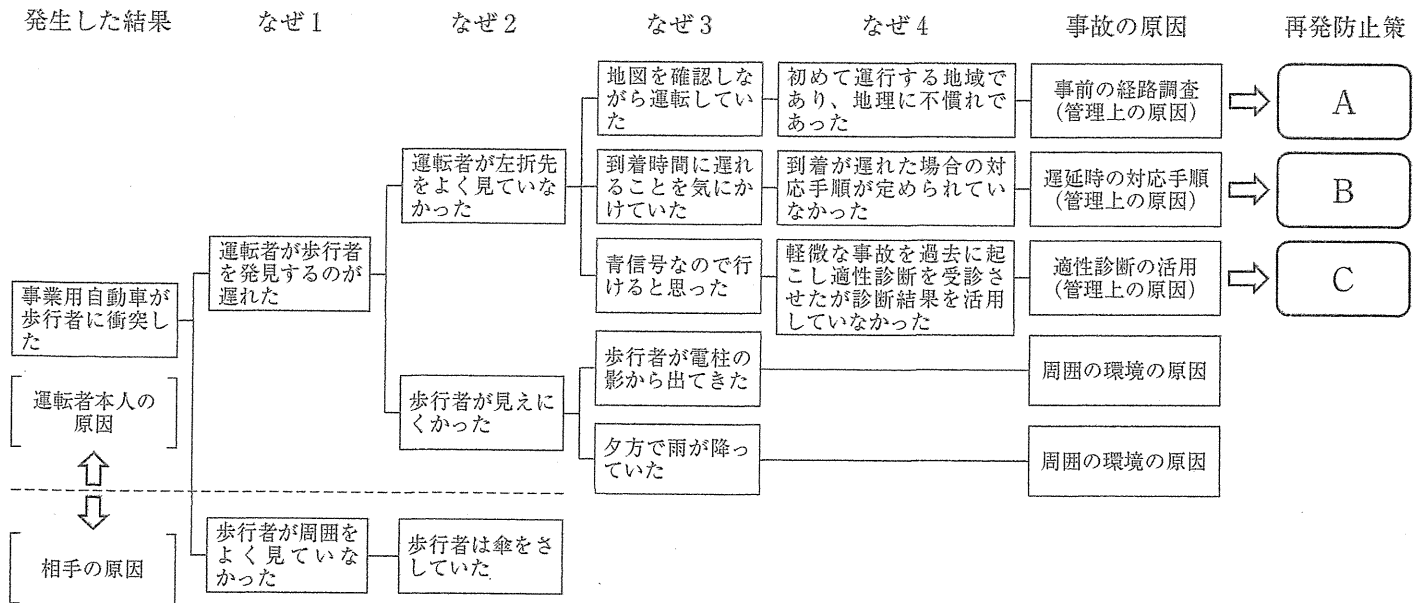 発生した結果
なぜ1
なぜ2
なぜ3
なぜ4
事故の原因
再発防止策
地図を確認しな
がら運転してい
た
初めて運行する地域で
あり、地理に不慣れで
あった
事前の経路調査
(管理上の原因)
A
運転者が左折先
をよく見ていな
かった
到着時間に遅れ
ることを気にか
けていた
到着が遅れた場合の対
応手順が定められてい
なかった
遅延時の対応手順
(管理上の原因)
B
運転者が歩行者
を発見するのが
遅れた
青信号なので行
けると思った
軽微な事故を過去に起
こし適性診断を受診さ
せたが診断結果を活用
していなかった
適性診断の活用
(管理上の原因)
C
事業用自動車が
歩行者に衝突し
た
歩行者が電柱の
影から出てきた
周囲の環境の原因
運転者本人の
原因
歩行者が見えに
くかった
夕方で雨が降っ
ていた
周囲の環境の原因
相手の原因
歩行者が周囲を
よく見ていな
かった
歩行者は傘をさ
していた